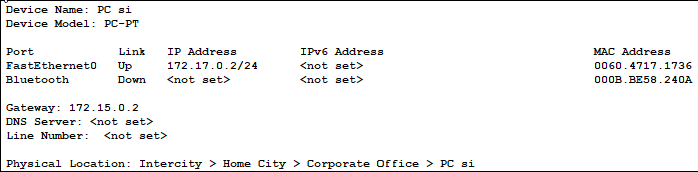 Device Name: PC si
Device Model: PC-PT
Port Link IP Address IPv6 Address MAC Address
FastEthernet0 Up 172.17.0.2/24 <not set> 0060.4717.1736
Bluetooth Down <not set> <not set> 000B.BE58.240A
Gateway: 172.15.0.2
DNS Server: <not set>
Line Number: <not set>
Physical Location: Intercity > Home City > Corporate Office > PC si